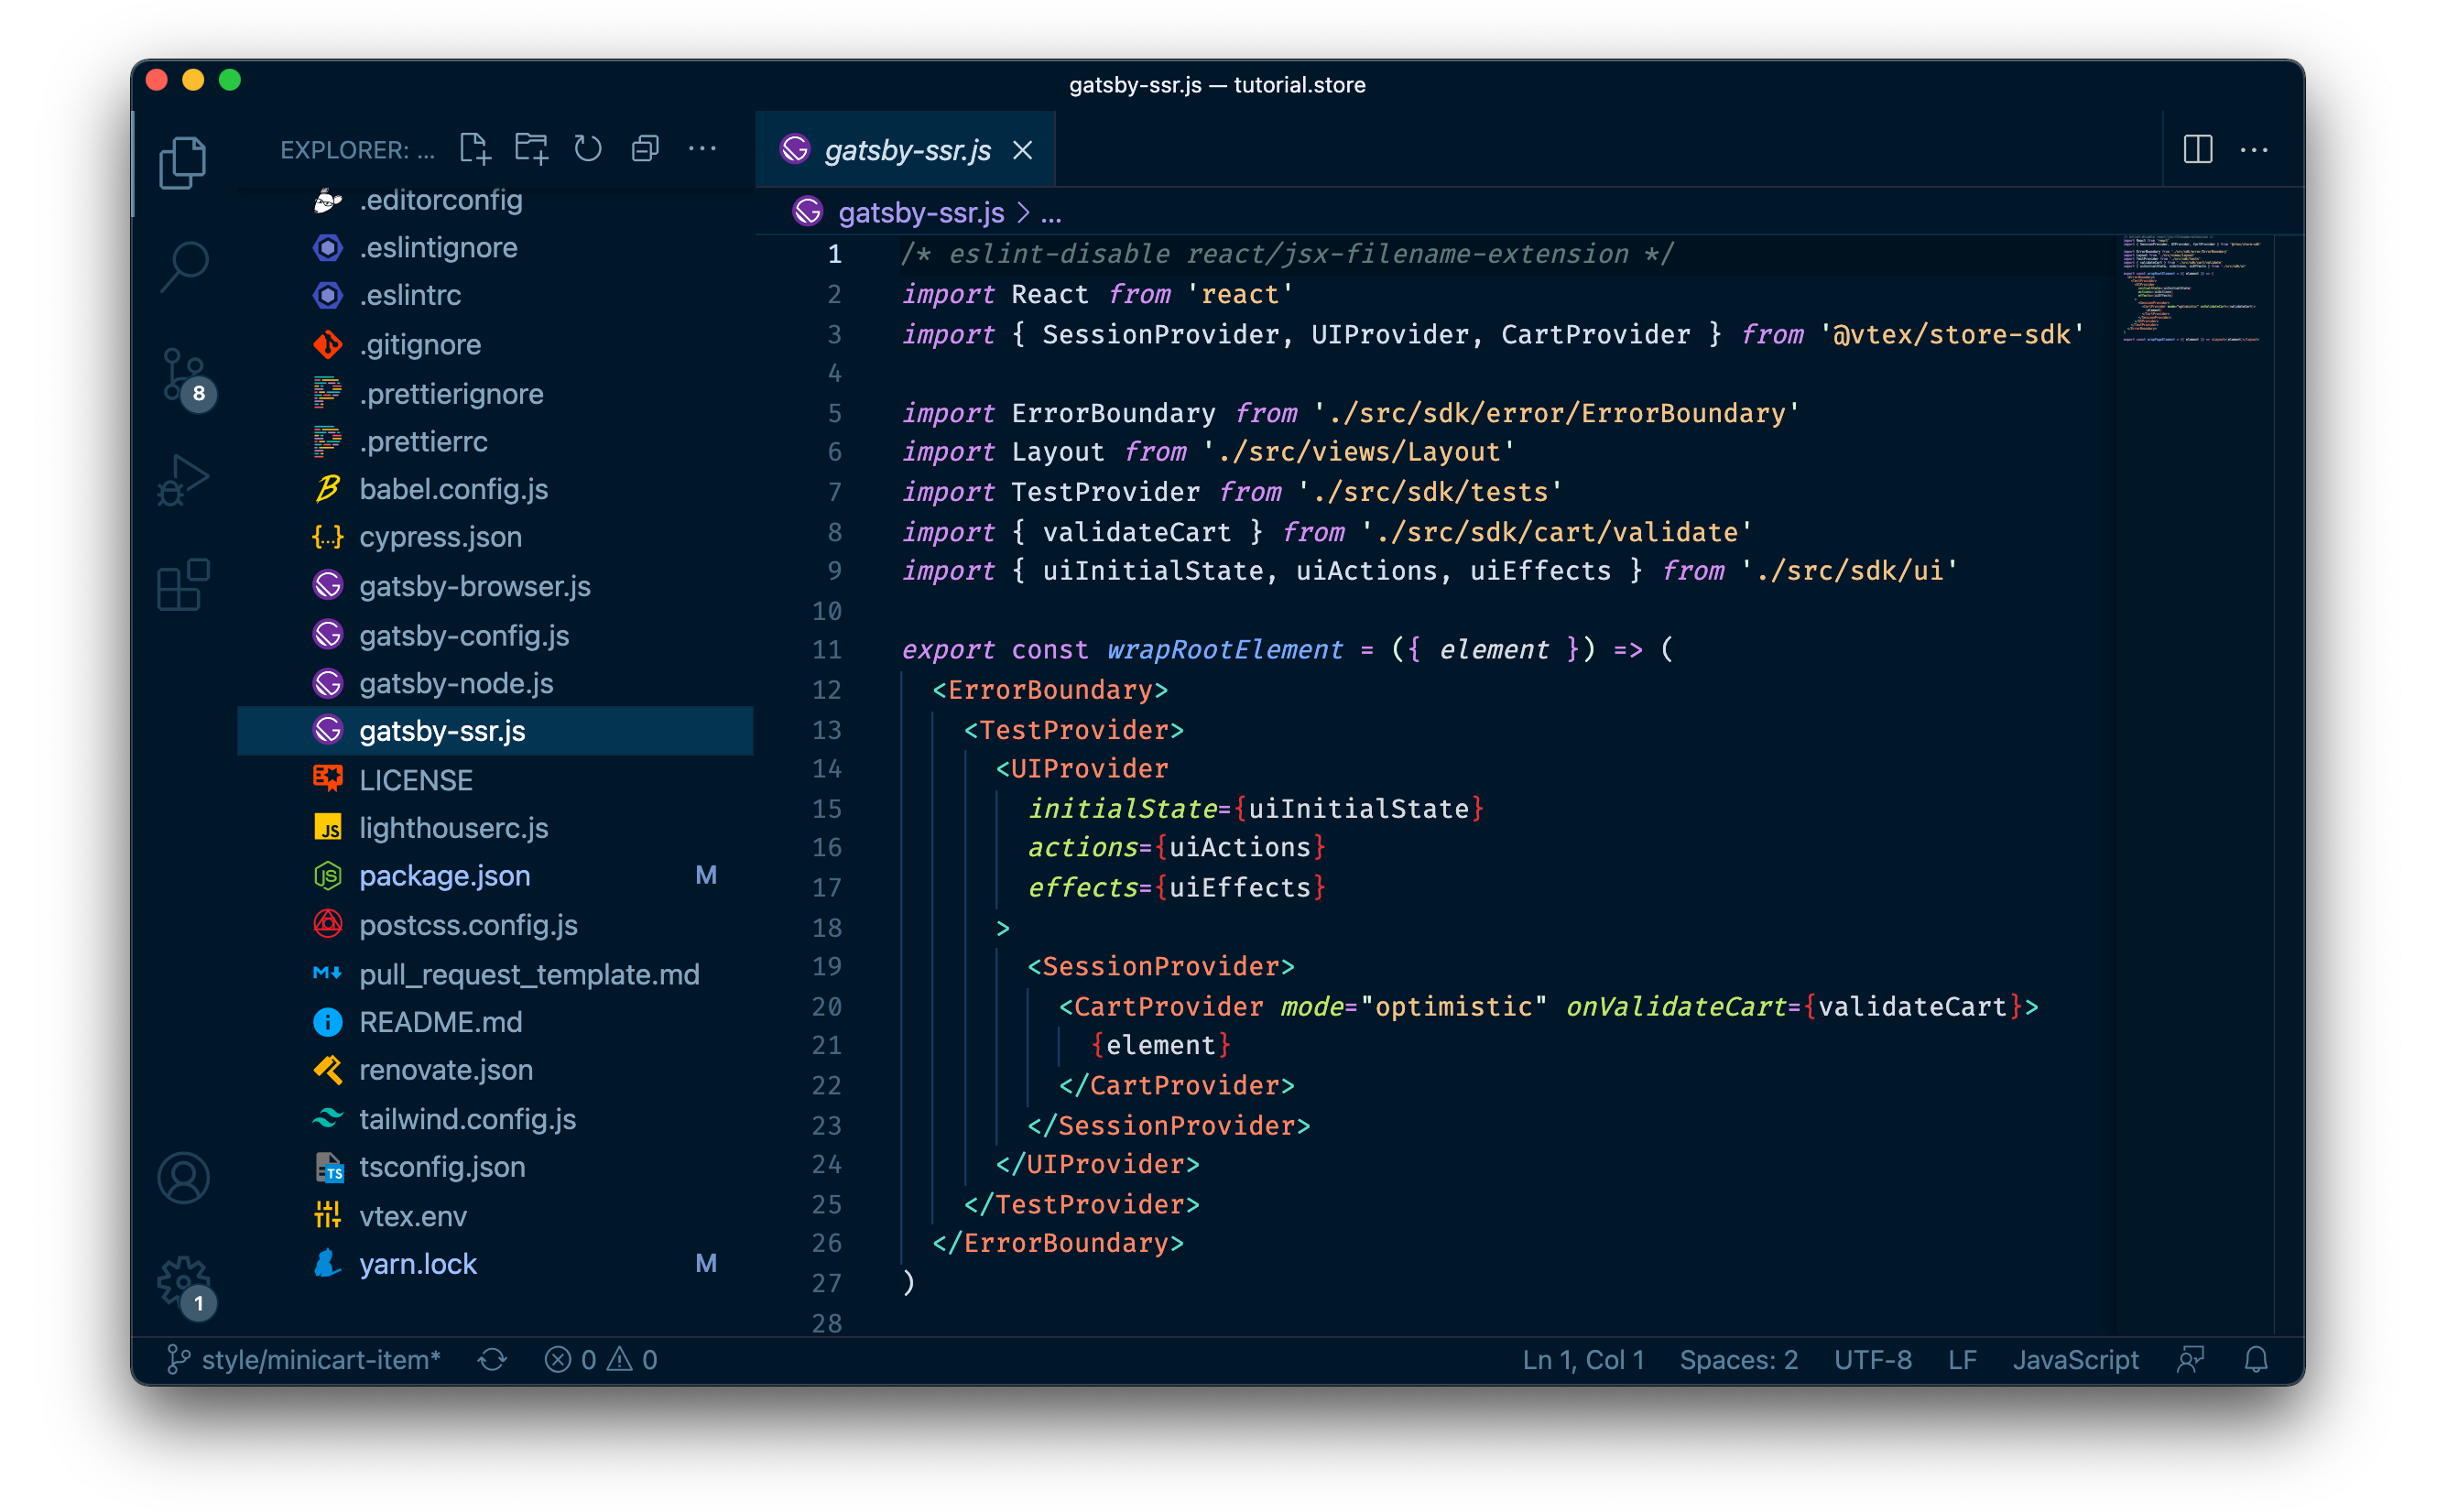 gatsby-ssr.js — tutorial.store
EXPLORER: ...
.editorconfig
.eslintignore
.eslintrc
.gitignore
.prettierignore
.prettierrc
babel.config.js
cypress.json
gatsby-browser.js
gatsby-config.js
gatsby-node.js
gatsby-ssr.js
LICENSE
lighthouserc.js
package.json M
postcss.config.js
pull_request_template.md
README.md
renovate.json
tailwind.config.js
tsconfig.json
vtex.env
yarn.lock M
8
1
gatsby-ssr.js
gatsby-ssr.js > ...
1 /* eslint-disable react/jsx-filename-extension */
2 import React from 'react'
3 import { SessionProvider, UIProvider, CartProvider } from '@vtex/store-sdk'
4
5 import ErrorBoundary from './src/sdk/error/ErrorBoundary'
6 import Layout from './src/views/Layout'
7 import TestProvider from './src/sdk/tests'
8 import { validateCart } from './src/sdk/cart/validate'
9 import { uiInitialState, uiActions, uiEffects } from './src/sdk/ui'
10
11 export const wrapRootElement = ({ element }) => (
12 <ErrorBoundary>
13 <TestProvider>
14 <UIProvider
15 initialState={uiInitialState}
16 actions={uiActions}
17 effects={uiEffects}
18 >
19 <SessionProvider>
20 <CartProvider mode="optimistic" onValidateCart={validateCart}>
21 {element}
22 </CartProvider>
23 </SessionProvider>
24 </UIProvider>
25 </TestProvider>
26 </ErrorBoundary>
27 )
28
style/minicart-item* 0 0 Ln 1, Col 1 Spaces: 2 UTF-8 LF JavaScript